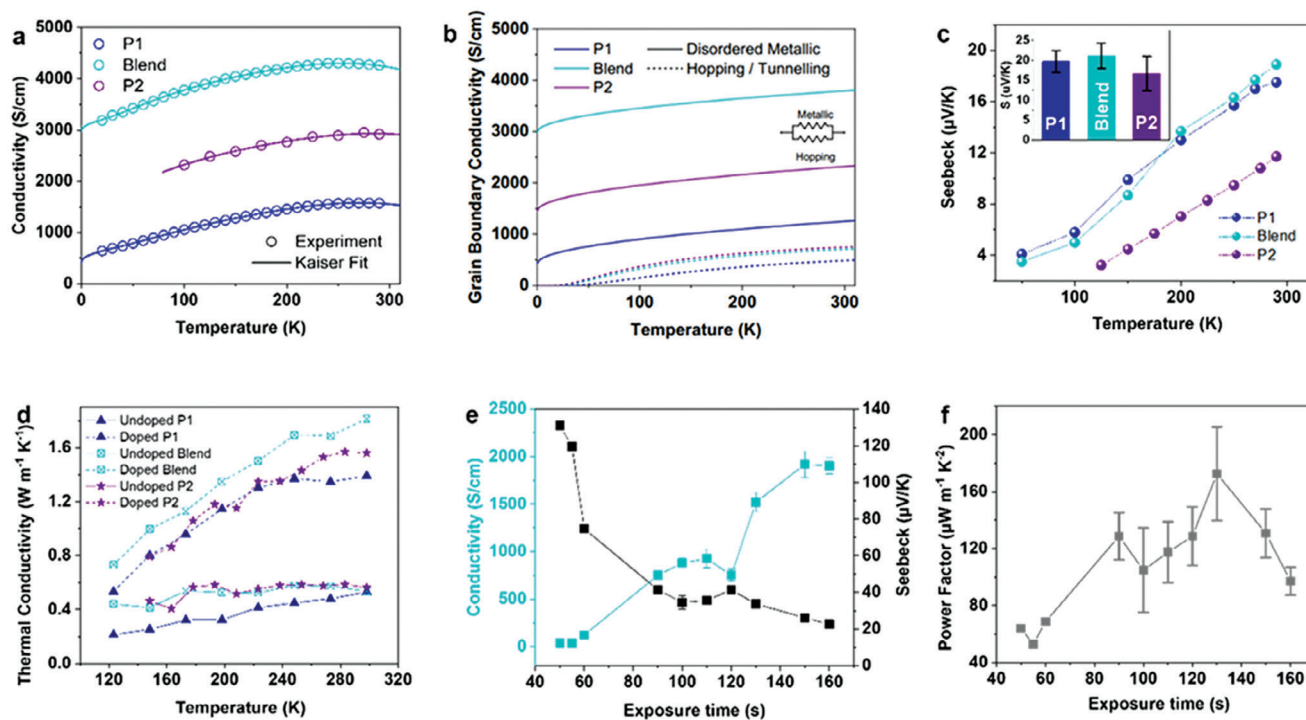 a
P1
Blend
P2
Experiment
Kaiser Fit
Conductivity (S/cm)
5000
4000
3000
2000
1000
0
0 100 200 300
Temperature (K)
b
P1
Blend
P2
Disordered Metallic
Hopping / Tunnelling
Metallic
Hopping
Grain Boundary Conductivity (S/cm)
5000
4000
3000
2000
1000
0
0 100 200 300
Temperature (K)
c
S (uV/K)
25
20
15
10
5
0
P1
Blend
P2
Seebeck (µV/K)
20
16
12
8
4
P1
Blend
P2
100 200 300
Temperature (K)
d
Undoped P1
Doped P1
Undoped Blend
Doped Blend
Undoped P2
Doped P2
Thermal Conductivity (W m-1 K-1)
1.6
1.2
0.8
0.4
0.0
120 160 200 240 280 320
Temperature (K)
e
Conductivity (S/cm)
2500
2000
1500
1000
500
0
Seebeck (µV/K)
140
120
100
80
60
40
20
0
40 60 80 100 120 140 160
Exposure time (s)
f
Power Factor (µW m-1 K-2)
200
160
120
80
40
40 60 80 100 120 140 160
Exposure time (s)